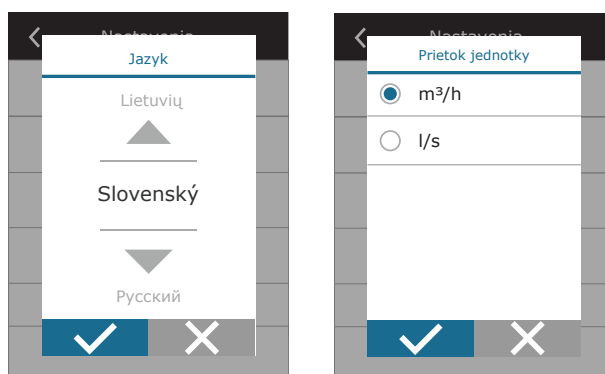 Nastavenia
Jazyk
Lietuvių
Slovenský
Русский
Nastavenia
Prietok jednotky
m³/h
l/s